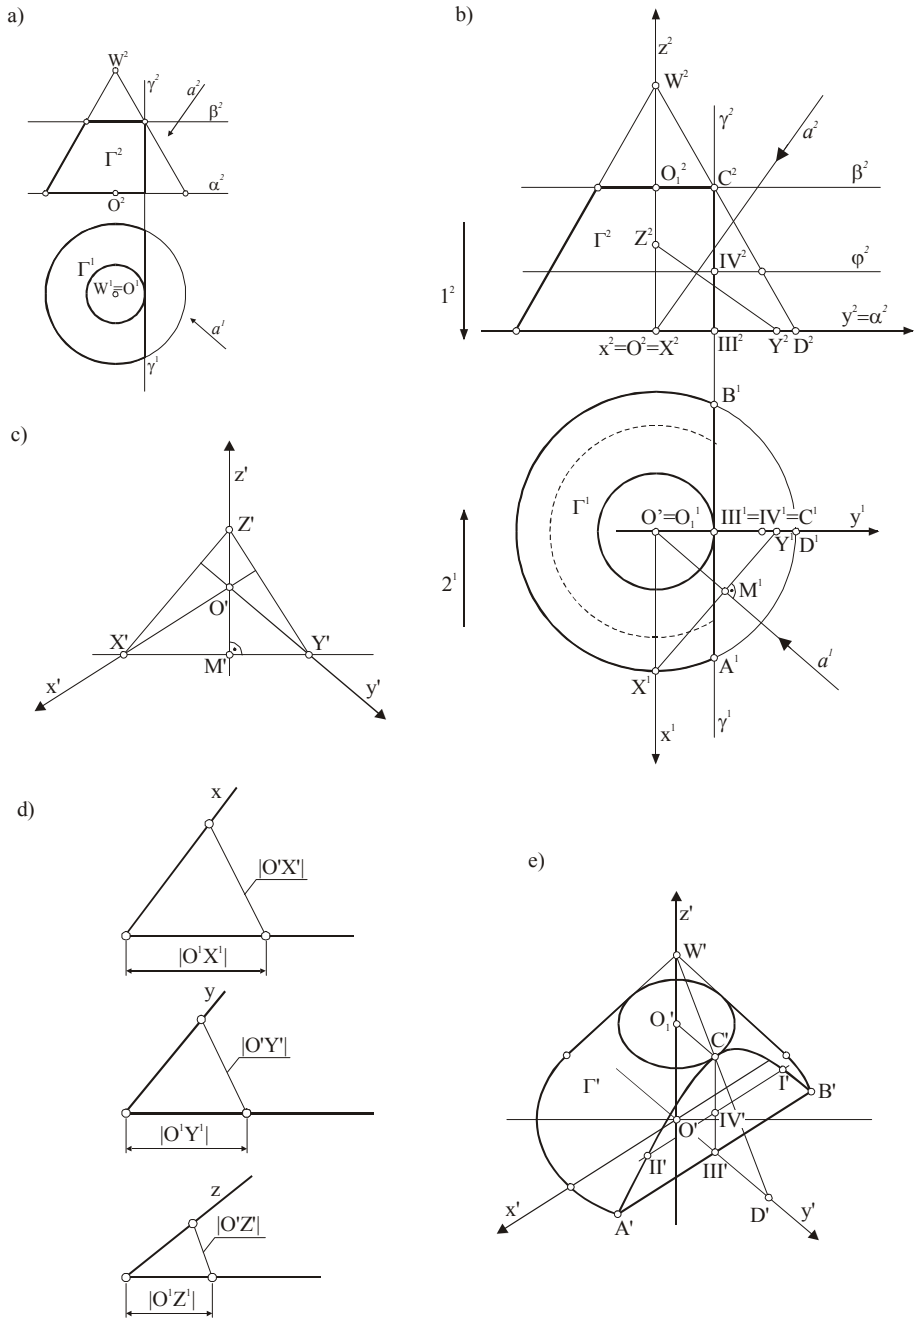 a)
W²
γ²
a²
β²
Γ²
α²
O²
Γ¹
W¹≡O¹
a¹
γ¹
b)
z²
W²
γ²
a²
O₁²
C²
β²
Z²
Γ²
IV²
φ²
1²
y²=α²
x²=O²=X²
III²
Y²
D²
B¹
Γ¹
O'=O₁¹
III¹=IV¹=C¹
y¹
Y¹
D¹
M¹
2¹
A¹
a¹
X¹
γ¹
x¹
c)
z'
Z'
O'
X'
Y'
M'
x'
y'
d)
x
|O'X'|
|O¹X¹|
y
|O'Y'|
|O¹Y¹|
z
|O'Z'|
|O¹Z¹|
e)
z'
W'
O₁'
C'
Γ'
I'
B'
O'
IV'
II'
III'
x'
A'
D'
y'